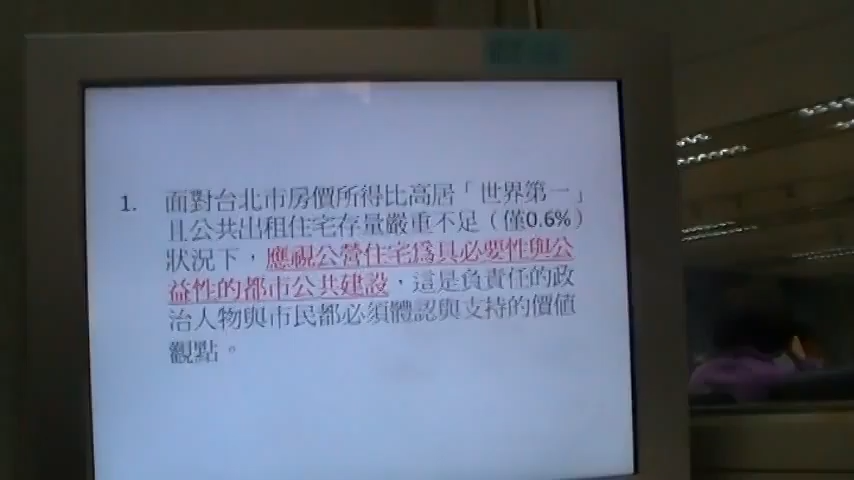 1. 面對台北市房價所得比高居「世界第一」
且公共出租住宅存量嚴重不足（僅0.6%）
狀況下，應視公營住宅為具必要性與公
益性的都市公共建設，這是負責任的政
治人物與市民都必須體認與支持的價值
觀點。